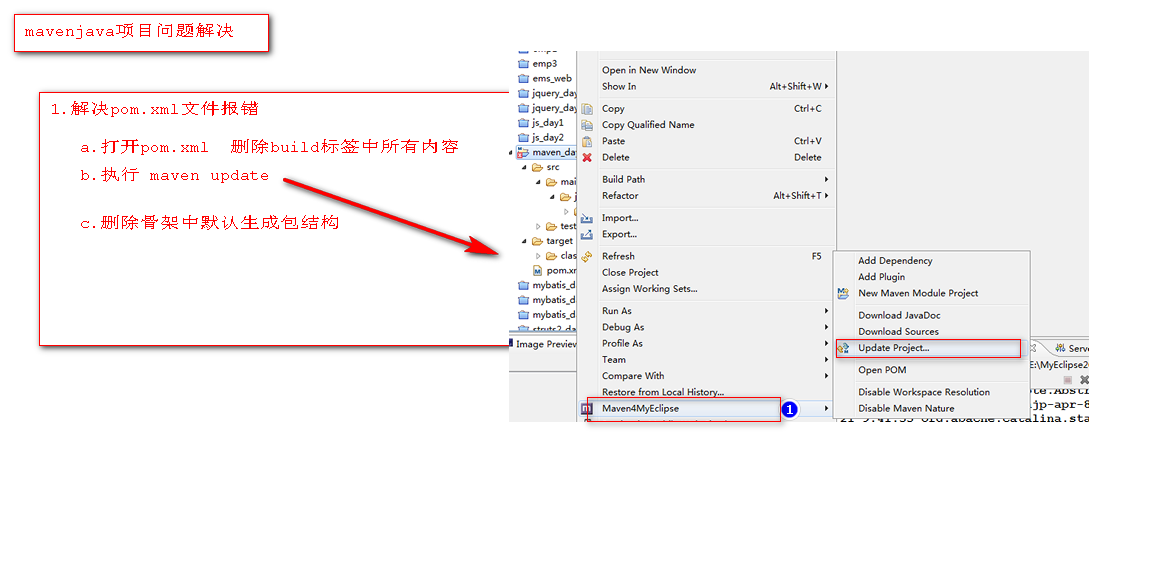 mavenjava项目问题解决
1.解决pom.xml文件报错
a.打开pom.xml 删除build标签中所有内容
b.执行 maven update
c.删除骨架中默认生成包结构
emp3
ems_web
jquery_day
jquery_day
js_day1
js_day2
maven_da
src
mai
j
test
target
clas
pom.xm
mybatis_d
mybatis_d
mybatis_d
struts2_da
Image Preview
Open in New Window
Show In Alt+Shift+W
Copy Ctrl+C
Copy Qualified Name
Paste Ctrl+V
Delete Delete
Build Path
Refactor Alt+Shift+T
Import...
Export...
Refresh F5
Close Project
Assign Working Sets...
Run As
Debug As
Profile As
Team
Compare With
Restore from Local History...
Maven4MyEclipse
1
Add Dependency
Add Plugin
New Maven Module Project
Download JavaDoc
Download Sources
Update Project...
Open POM
Disable Workspace Resolution
Disable Maven Nature
Serve
E:\MyEclipse20
ote.Abstr
jp-apr-8
21 9:41:55 org.apache.catalina.sta